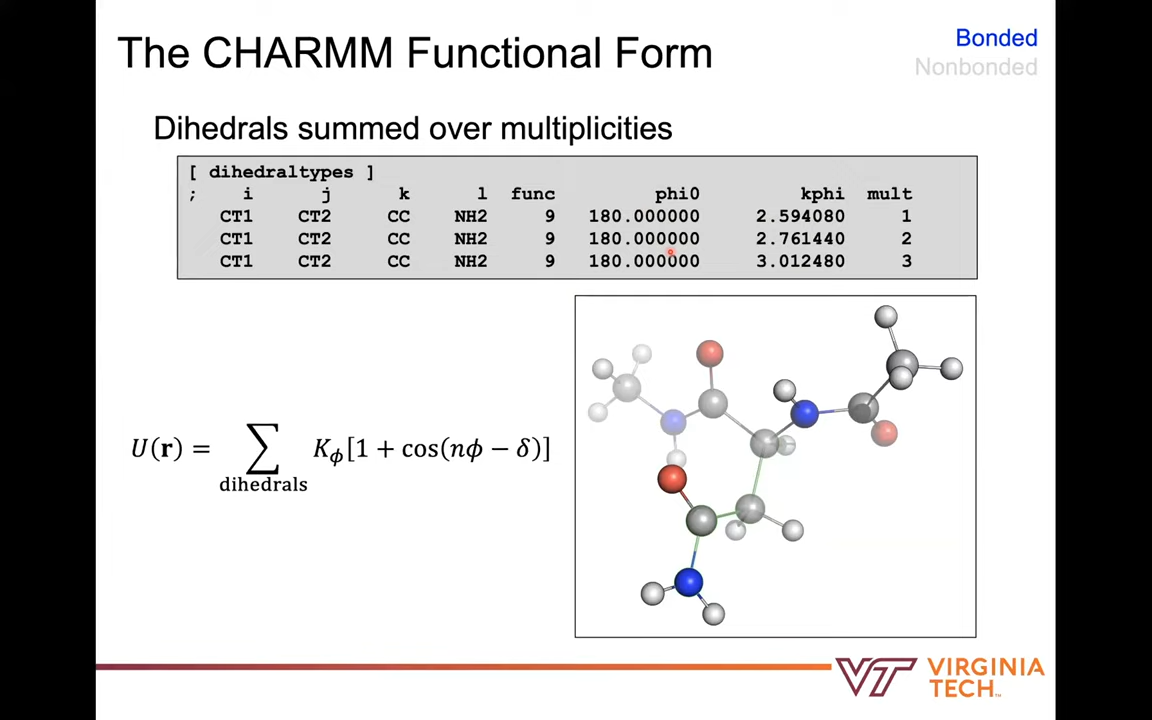 The CHARMM Functional Form
Bonded
Nonbonded
Dihedrals summed over multiplicities
[ dihedraltypes ]
; i j k l func phi0 kphi mult
CT1 CT2 CC NH2 9 180.000000 2.594080 1
CT1 CT2 CC NH2 9 180.000000 2.761440 2
CT1 CT2 CC NH2 9 180.000000 3.012480 3
U(r) = ∑ Kϕ[1 + cos(nϕ − δ)]
dihedrals
VT VIRGINIA
TECH™